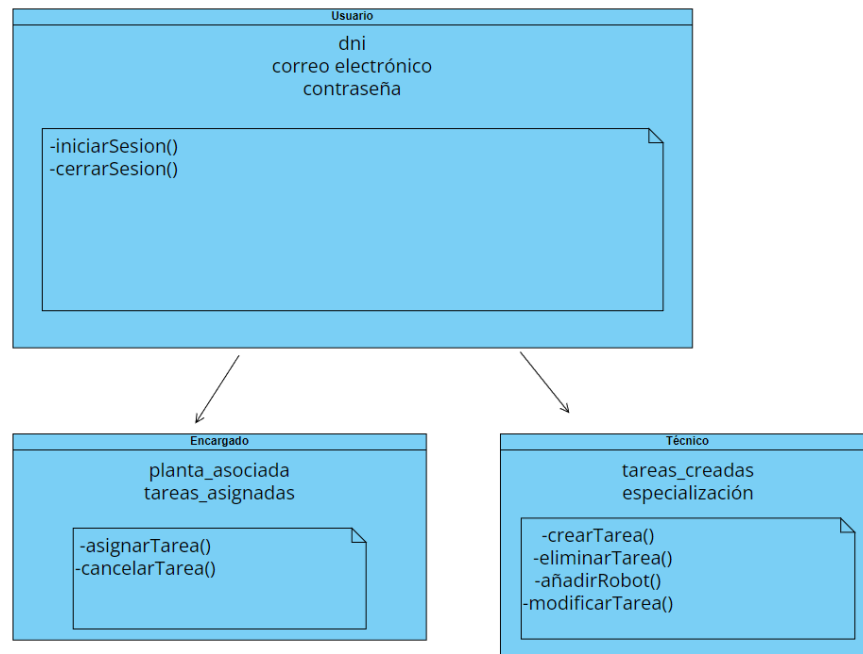 Usuario
dni
correo electrónico
contraseña
-iniciarSesion()
-cerrarSesion()
Encargado
planta_asociada
tareas_asignadas
-asignarTarea()
-cancelarTarea()
Técnico
tareas_creadas
especialización
-crearTarea()
-eliminarTarea()
-añadirRobot()
-modificarTarea()